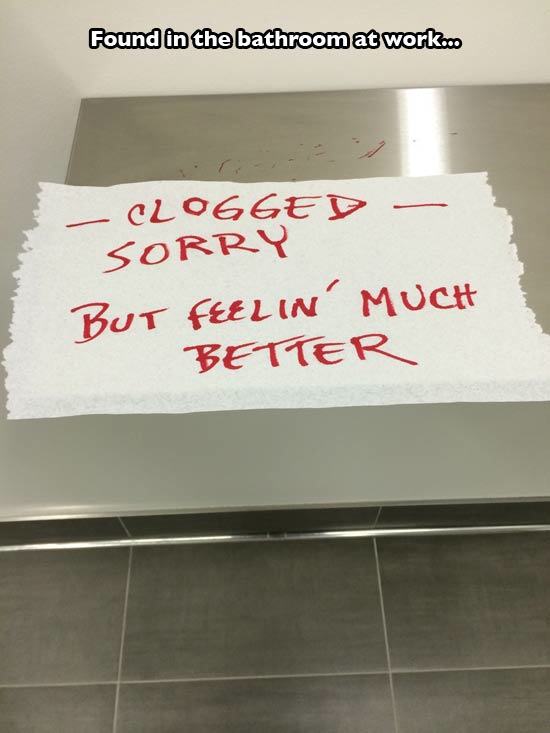 Found in the bathroom at work...
— CLOGGED —
SORRY
BUT FEELIN' MUCH
BETTER